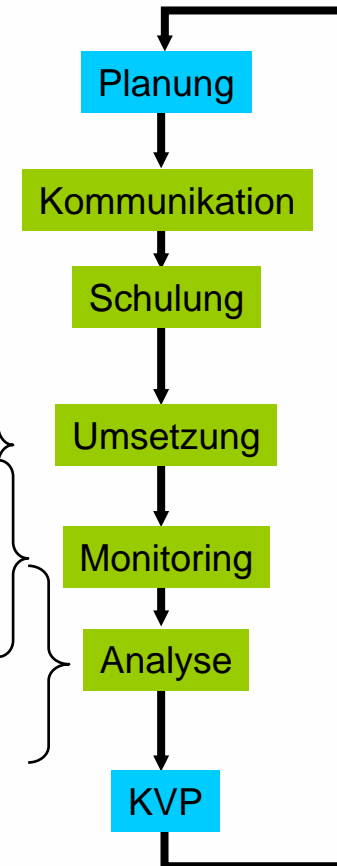 Planung
Kommunikation
Schulung
Umsetzung
Monitoring
Analyse
KVP